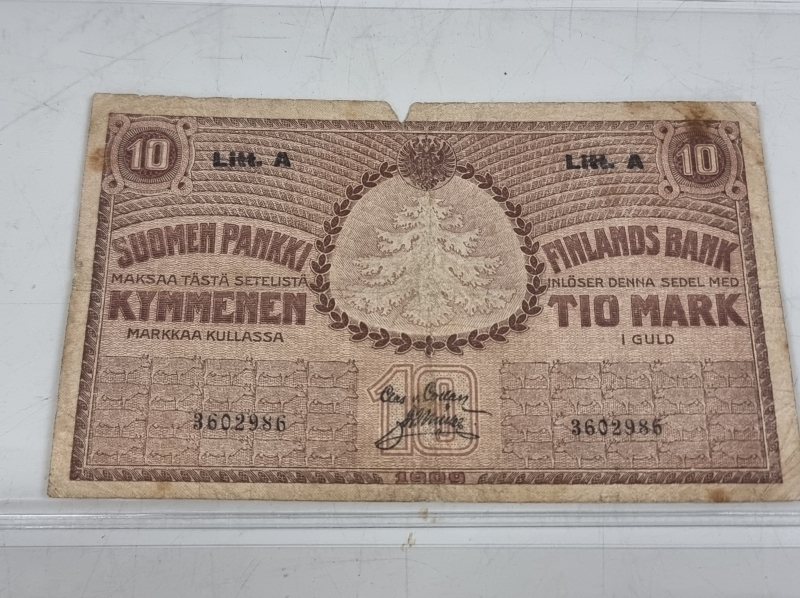 10 Litt. A Litt. A 10
SUOMEN PANKKI
MAKSAA TÄSTÄ SETELISTÄ
KYMMENEN
MARKKAA KULLASSA
FINLANDS BANK
INLÖSER DENNA SEDEL MED
TIO MARK
I GULD
10
3602986
3602986
1909